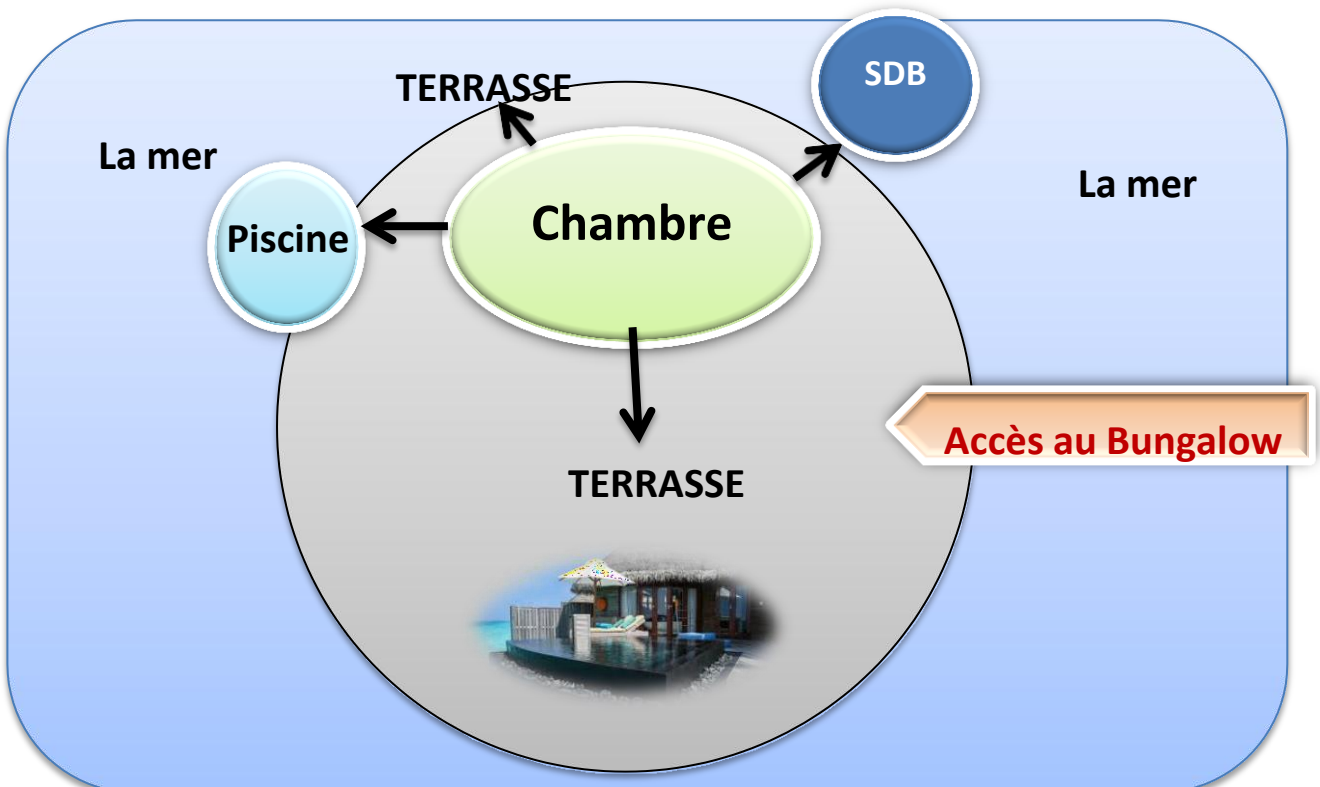 SDB
TERRASSE
La mer
La mer
Chambre
Piscine
Accès au Bungalow
TERRASSE